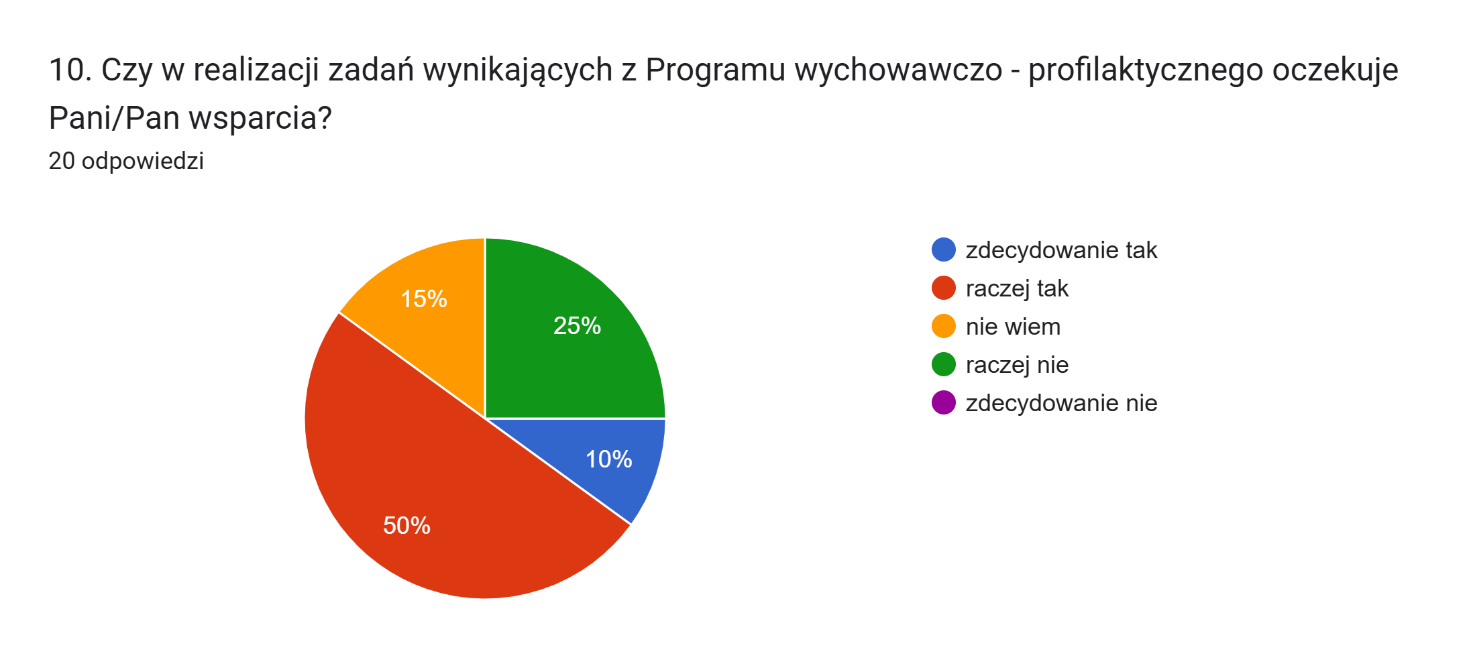 10. Czy w realizacji zadań wynikających z Programu wychowawczo - profilaktycznego oczekuje
Pani/Pan wsparcia?
20 odpowiedzi
15%
25%
10%
50%
zdecydowanie tak
raczej tak
nie wiem
raczej nie
zdecydowanie nie